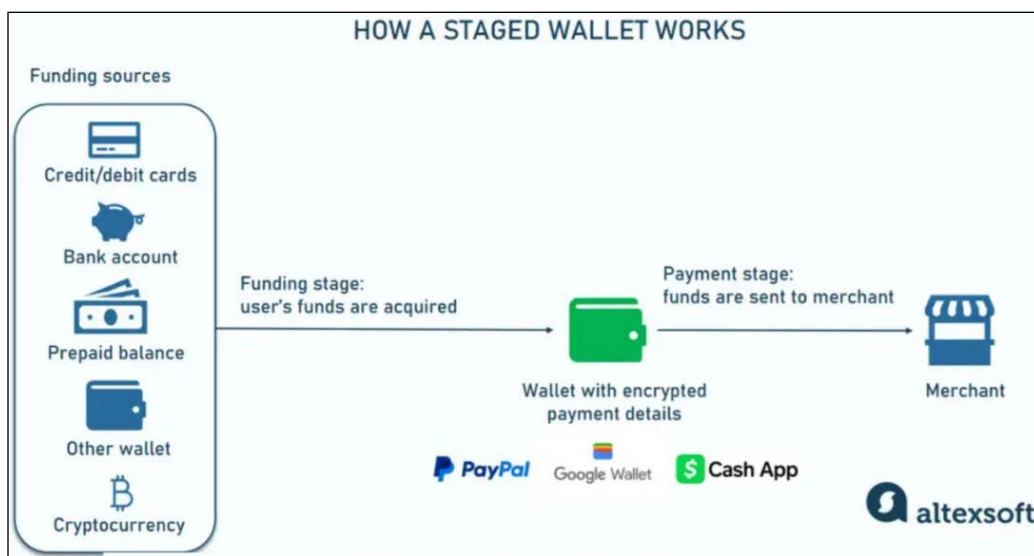 HOW A STAGED WALLET WORKS
Funding sources
Credit/debit cards
Bank account
Prepaid balance
Other wallet
Cryptocurrency
Funding stage:
user's funds are acquired
Wallet with encrypted
payment details
PayPal
Google Wallet
$ Cash App
Payment stage:
funds are sent to merchant
Merchant
altexsoft